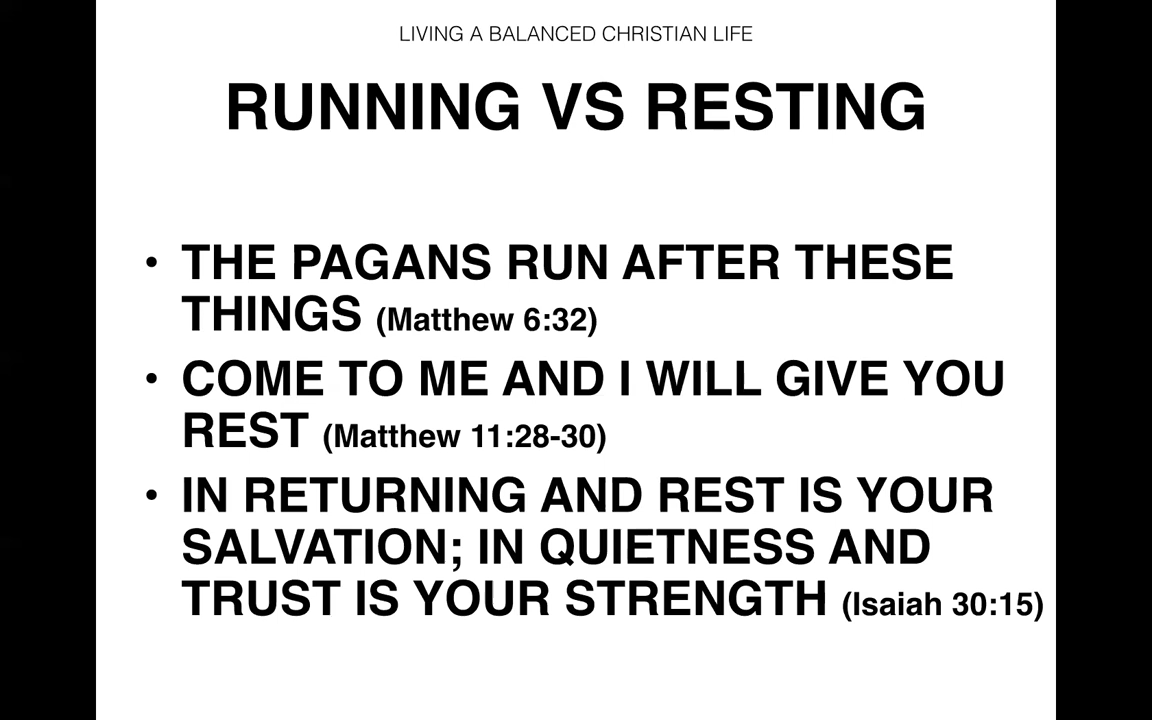 LIVING A BALANCED CHRISTIAN LIFE
RUNNING VS RESTING
• THE PAGANS RUN AFTER THESE
THINGS (Matthew 6:32)
• COME TO ME AND I WILL GIVE YOU
REST (Matthew 11:28-30)
• IN RETURNING AND REST IS YOUR
SALVATION; IN QUIETNESS AND
TRUST IS YOUR STRENGTH (Isaiah 30:15)